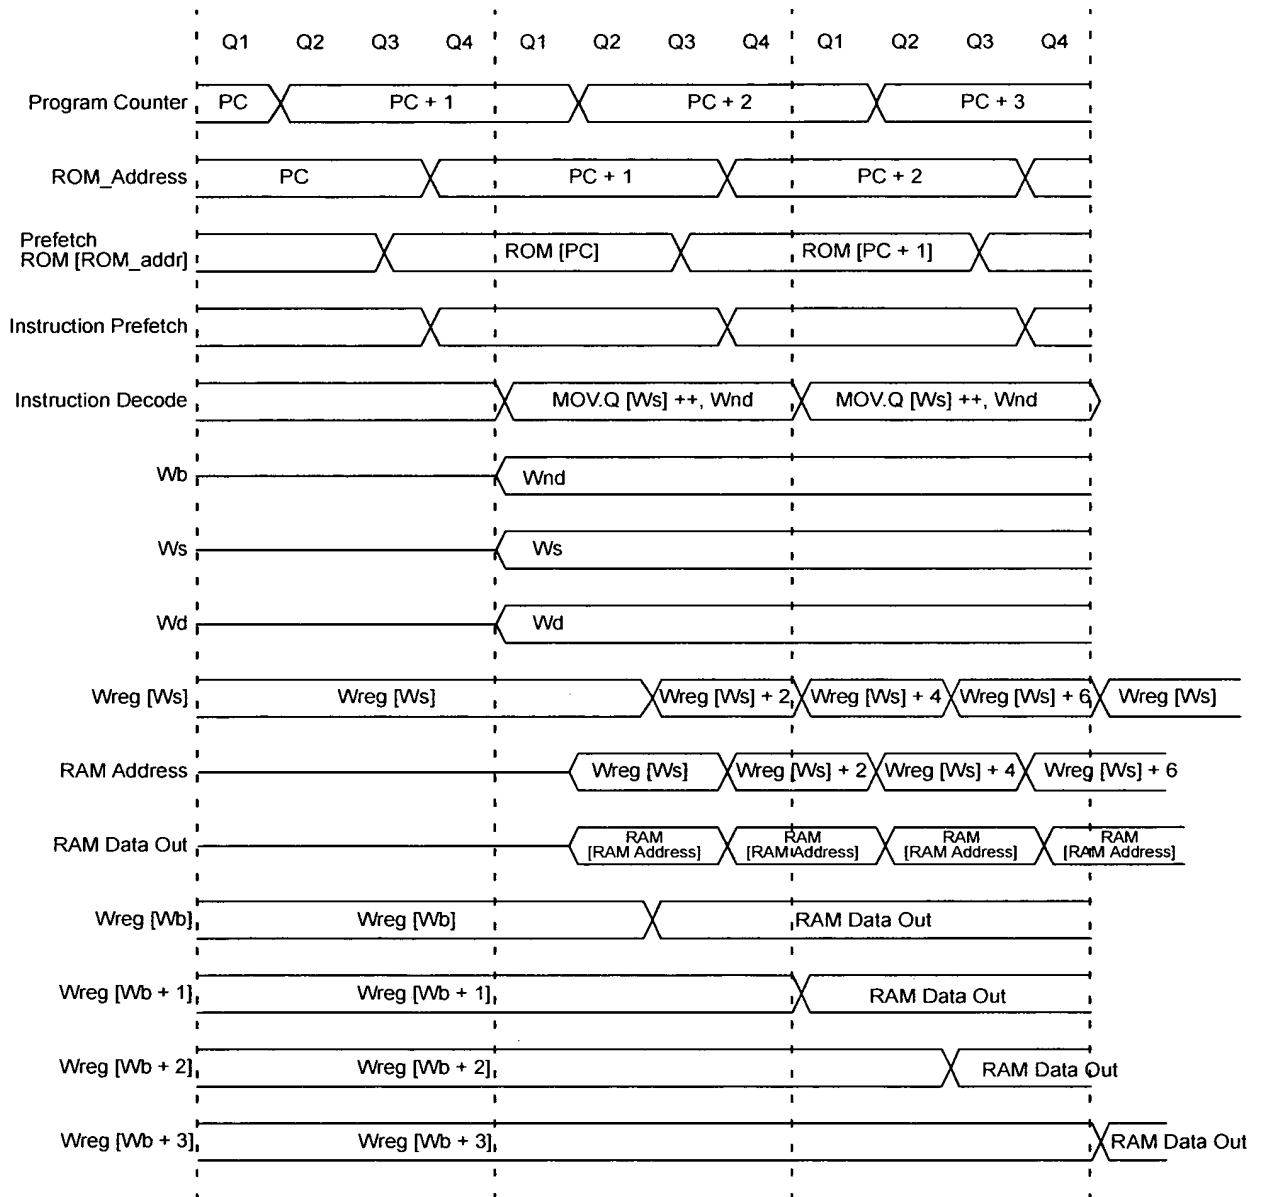 Q1 Q2 Q3 Q4 Q1 Q2 Q3 Q4 Q1 Q2 Q3 Q4
Program Counter PC PC + 1 PC + 2 PC + 3
ROM_Address PC PC + 1 PC + 2
Prefetch
ROM [ROM_addr] ROM [PC] ROM [PC + 1]
Instruction Prefetch
Instruction Decode MOV.Q [Ws] ++, Wnd MOV.Q [Ws] ++, Wnd
Wb Wnd
Ws Ws
Wd Wd
Wreg [Ws] Wreg [Ws] Wreg [Ws] + 2 Wreg [Ws] + 4 Wreg [Ws] + 6 Wreg [Ws]
RAM Address Wreg [Ws] Wreg [Ws] + 2 Wreg [Ws] + 4 Wreg [Ws] + 6
RAM Data Out RAM RAM RAM RAM
[RAM Address] [RAM Address] [RAM Address] [RAM Address]
Wreg [Wb] Wreg [Wb] RAM Data Out
Wreg [Wb + 1] Wreg [Wb + 1] RAM Data Out
Wreg [Wb + 2] Wreg [Wb + 2] RAM Data Out
Wreg [Wb + 3] Wreg [Wb + 3] RAM Data Out